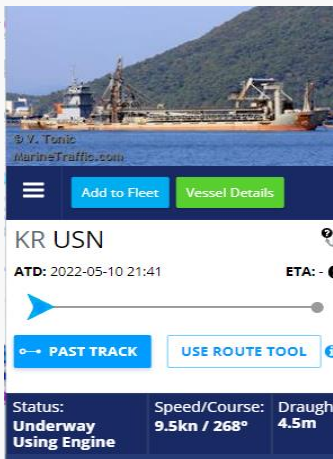 © V. Tonic
MarineTraffic.com
Add to Fleet Vessel Details
KR USN
ATD: 2022-05-10 21:41 ETA: -
PAST TRACK USE ROUTE TOOL
Status: Speed/Course: Draugh
Underway 9.5kn / 268° 4.5m
Using Engine